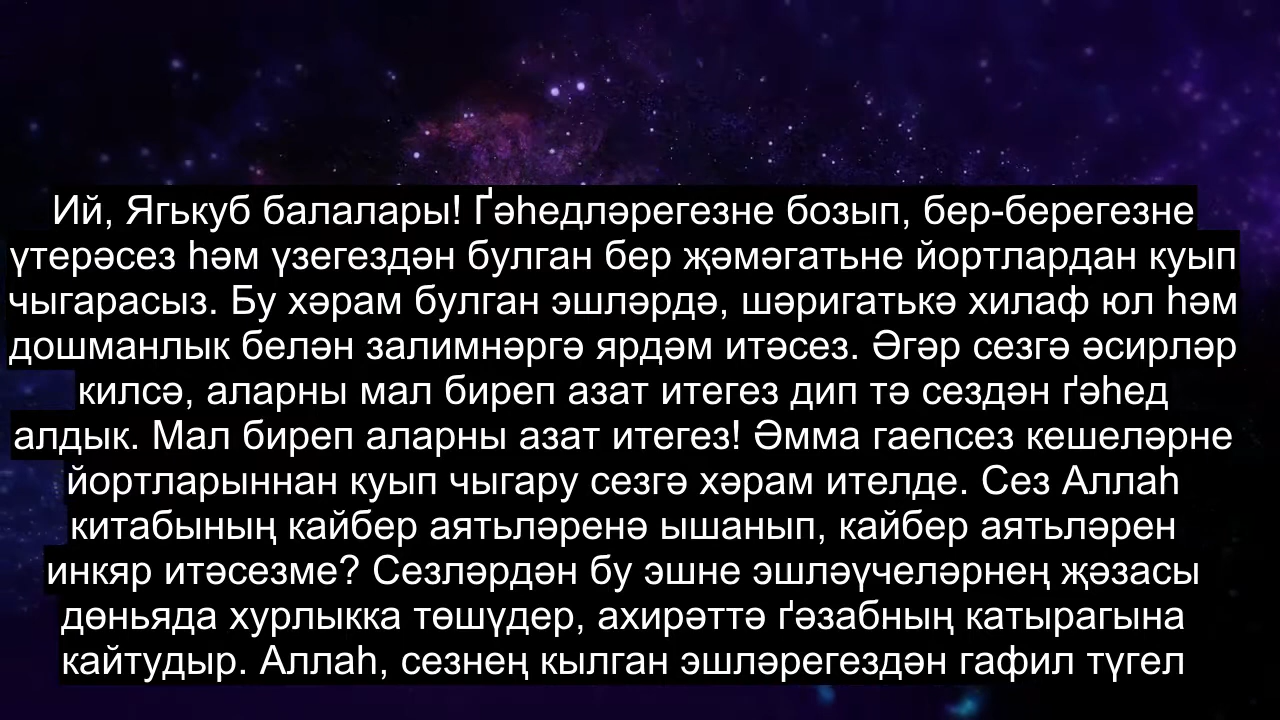 Ий, Ягькуб балалары! Ґәһедләрегезне бозып, бер-берегезне
үтерәсез һәм үзегездән булган бер җәмәгатьне йортлардан куып
чыгарасыз. Бу хәрам булган эшләрдә, шәригатькә хилаф юл һәм
дошманлык белән залимнәргә ярдәм итәсез. Әгәр сезгә әсирләр
килсә, аларны мал биреп азат итегез дип тә сездән ґәһед
алдык. Мал биреп аларны азат итегез! Әмма гаепсез кешеләрне
йортларыннан куып чыгару сезгә хәрам ителде. Сез Аллаһ
китабының кайбер аятьләренә ышанып, кайбер аятьләрен
инкяр итәсезме? Сезләрдән бу эшне эшләүчеләрнең җәзасы
дөньяда хурлыкка төшүдер, ахирәттә ґәзабның катырагына
кайтудыр. Аллаһ, сезнең кылган эшләрегездән гафил түгел